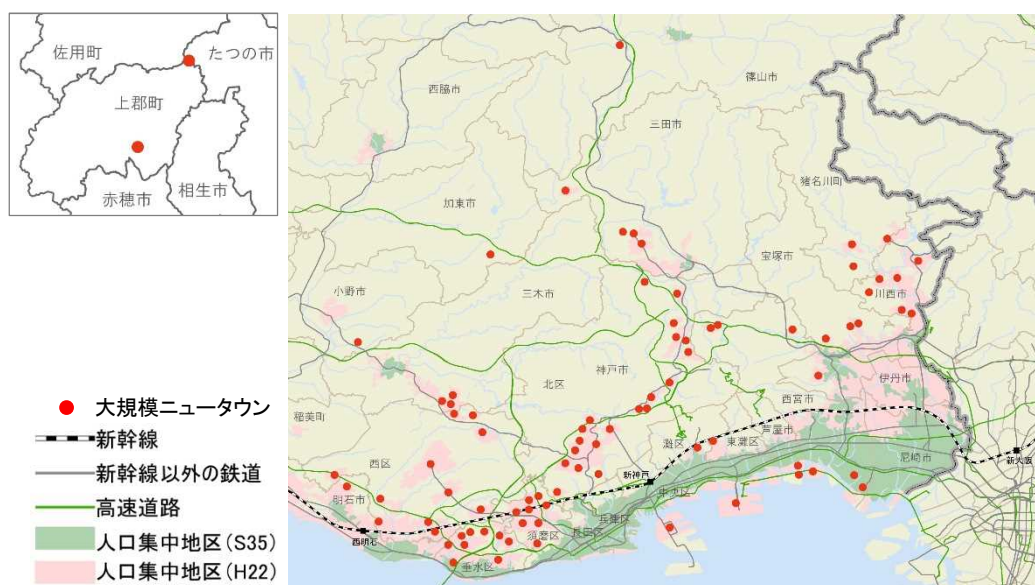 佐用町
たつの市
上郡町
赤穂市
相生市
大規模ニュータウン
新幹線
新幹線以外の鉄道
高速道路
人口集中地区(S35)
人口集中地区(H22)
篠山市
西脇市
三田市
猪名川町
加東市
宝塚市
小野市
三木市
川西市
神戸市
北区
伊丹市
西宮市
稲美町
芦屋市
灘区
東灘区
尼崎市
西区
新神戸
新大阪
中央区
明石市
兵庫区
長田区
須磨区
西明石
垂水区